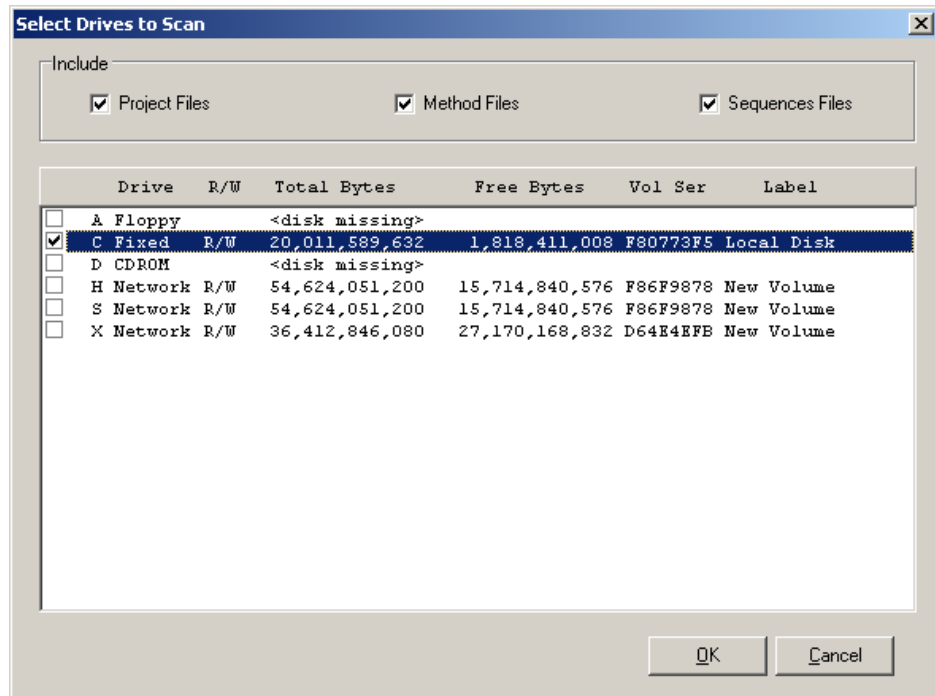 Select Drives to Scan
Include
Project Files Method Files Sequences Files
Drive R/W Total Bytes Free Bytes Vol Ser Label
A Floppy <disk missing>
C Fixed R/W 20,011,589,632 1,818,411,008 F80773F5 Local Disk
D CDROM <disk missing>
H Network R/W 54,624,051,200 15,714,840,576 F86F9878 New Volume
S Network R/W 54,624,051,200 15,714,840,576 F86F9878 New Volume
X Network R/W 36,412,846,080 27,170,168,832 D64E4EFB New Volume
OK Cancel